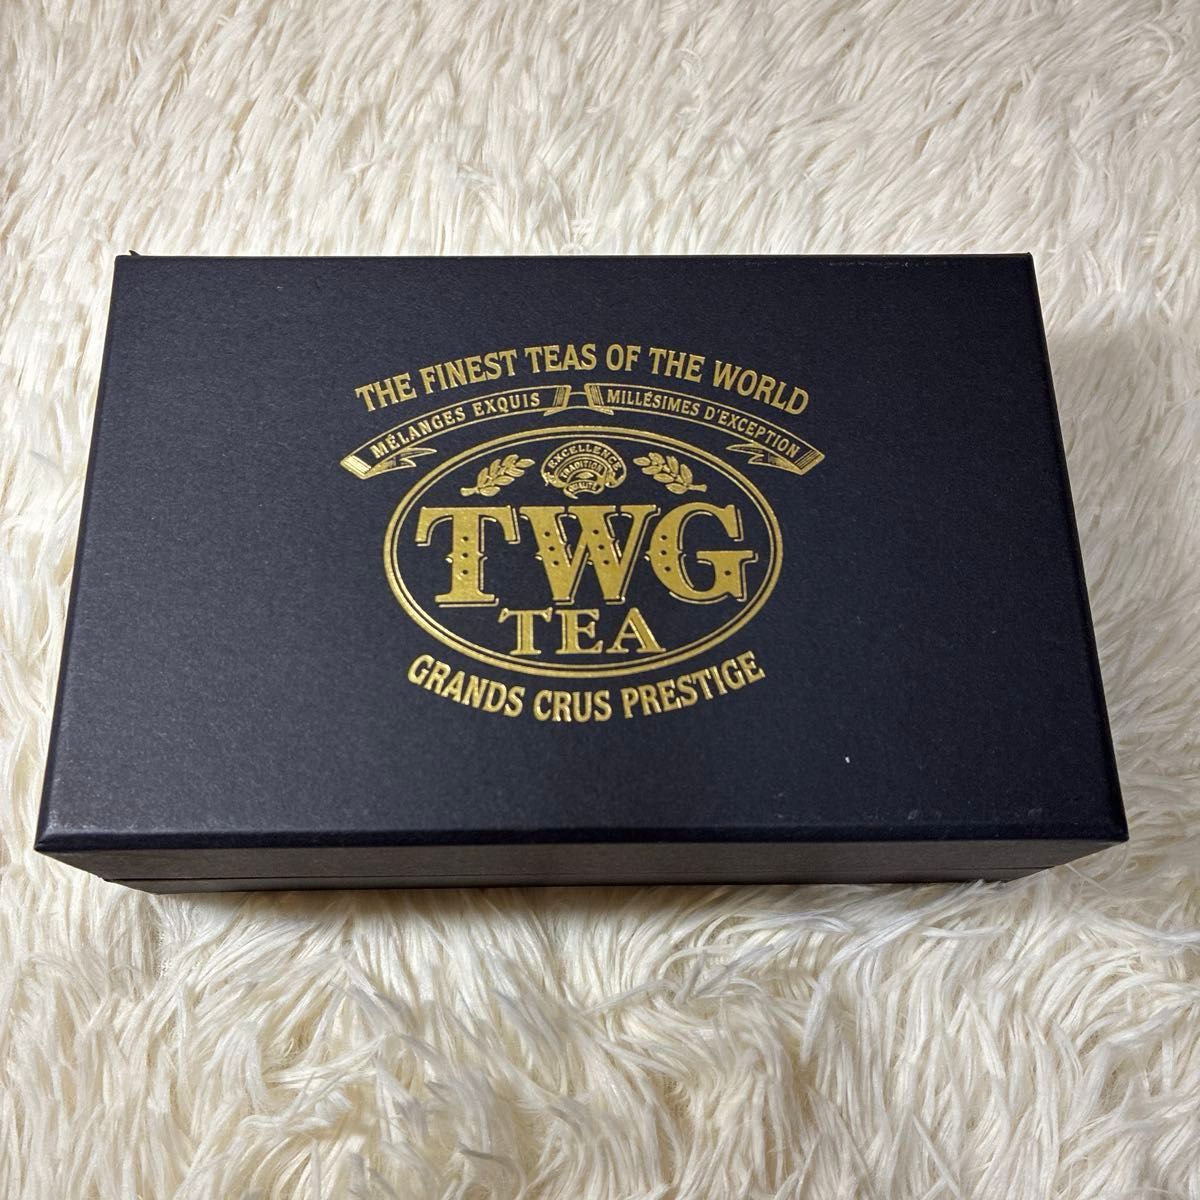 THE FINEST TEAS OF THE WORLD
MÉLANGES EXQUIS MILLÉSIMES D'EXCEPTION
EXCELLENCE
TRADITION
QUALITÉ
TWG
TEA
GRANDS CRUS PRESTIGE